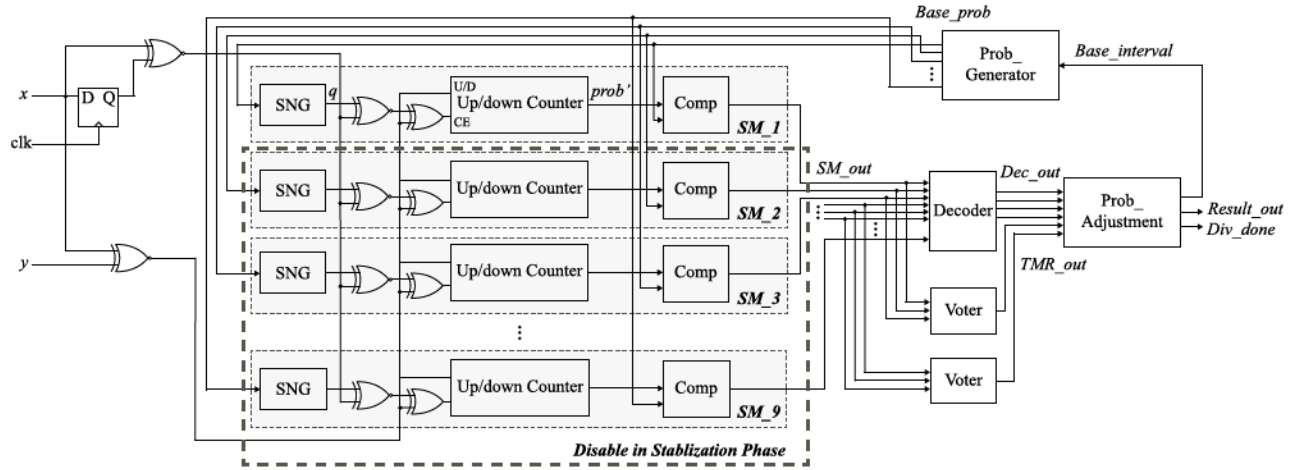 Base_prob
Prob_
Generator
Base_interval
x
D Q
clk
SNG
q
U/D
Up/down Counter
CE
prob'
Comp
SM_1
SNG
Up/down Counter
Comp
SM_2
SM_out
Decoder
Dec_out
Prob_
Adjustment
Result_out
Div_done
y
SNG
Up/down Counter
Comp
SM_3
TMR_out
Voter
SNG
Up/down Counter
Comp
SM_9
Voter
Disable in Stablization Phase